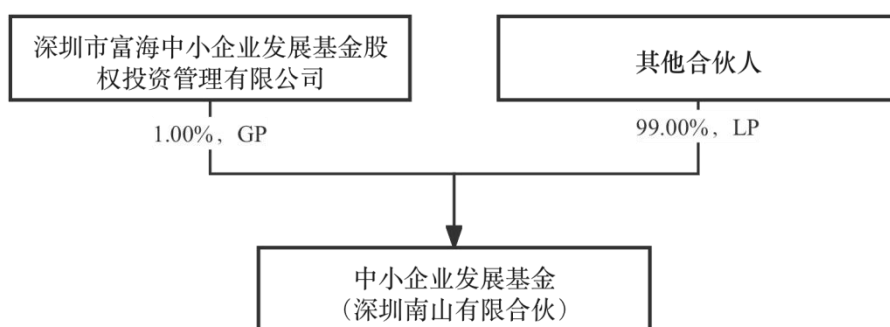 深圳市富海中小企业发展基金股
权投资管理有限公司
其他合伙人
1.00%，GP
99.00%，LP
中小企业发展基金
（深圳南山有限合伙）